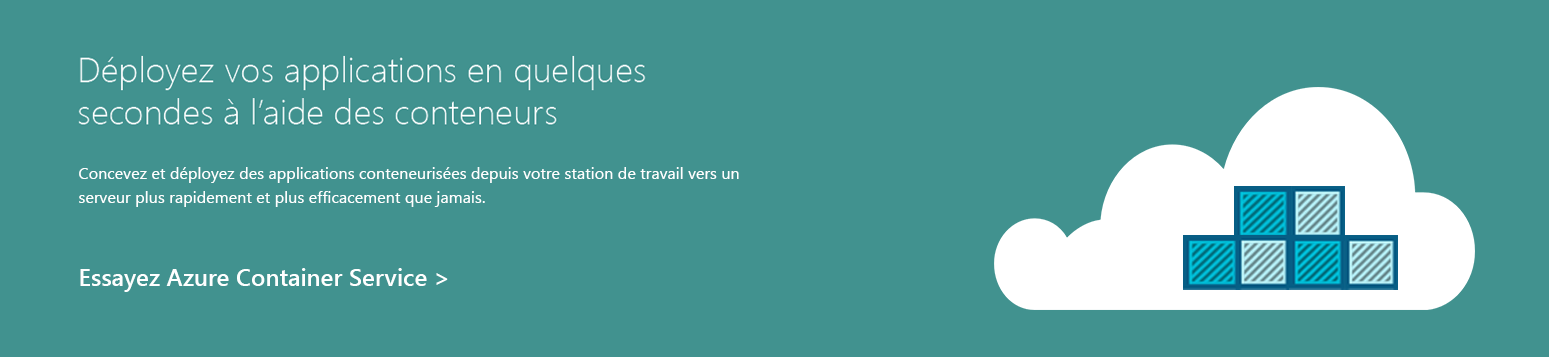 Déployez vos applications en quelques
secondes à l’aide des conteneurs
Concevez et déployez des applications conteneurisées depuis votre station de travail vers un
serveur plus rapidement et plus efficacement que jamais.
Essayez Azure Container Service >